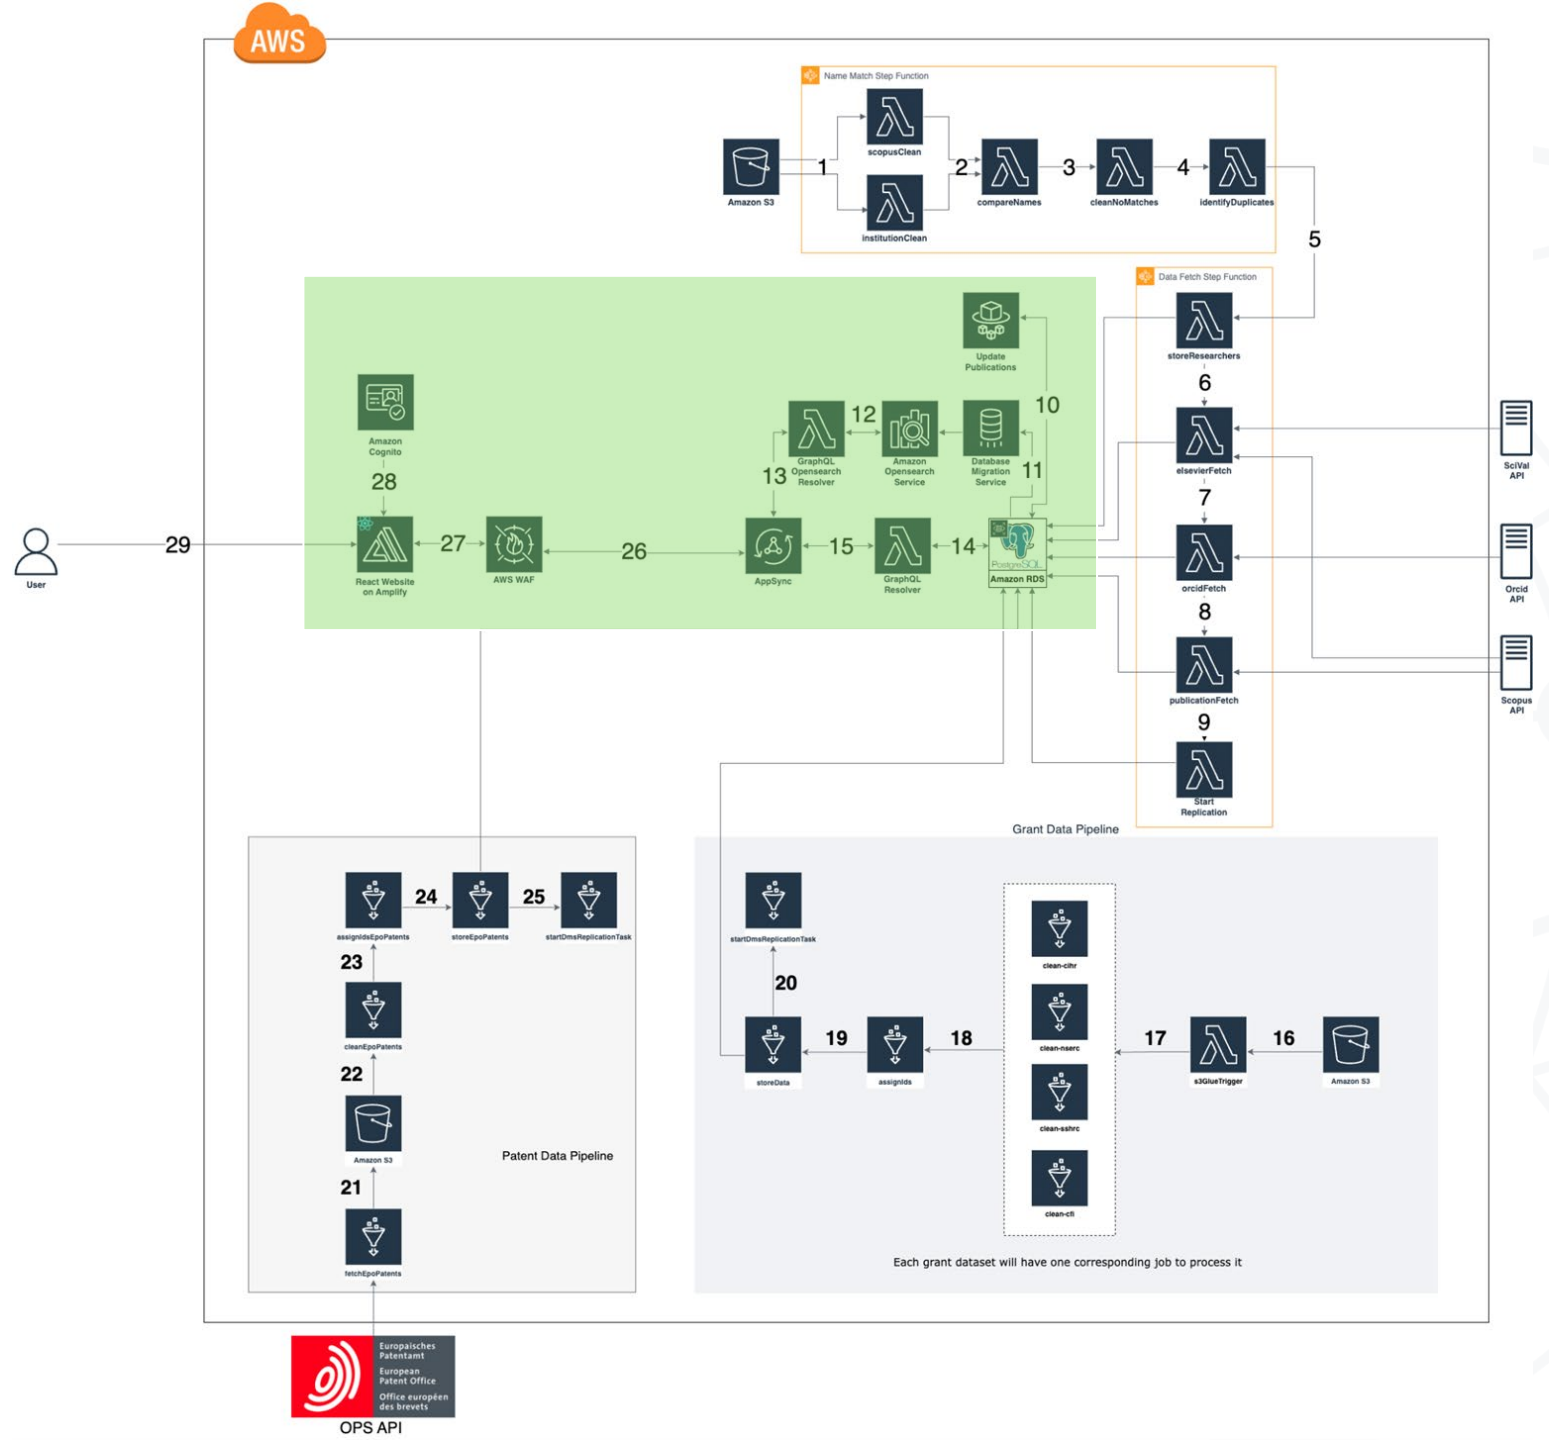 AWS
Name Match Step Function
scopusClean
1
2
3
4
Amazon S3
compareNames
cleanNoMatches
identifyDuplicates
institutionClean
5
Data Fetch Step Function
storeResearchers
6
Update
Publications
10
Amazon
Cognito
28
12
GraphQL
Opensearch
Resolver
Amazon
Opensearch
Service
Database
Migration
Service
13
11
elsevierFetch
SciVal
API
7
29
27
26
15
14
User
React Website
on Amplify
AWS WAF
AppSync
GraphQL
Resolver
PostgreSQL
Amazon RDS
orcidFetch
Orcid
API
8
publicationFetch
Scopus
API
9
Start
Replication
Grant Data Pipeline
24
25
assignIdsEpoPatents
storeEpoPatents
startDmsReplicationTask
23
cleanEpoPatents
22
Amazon S3
Patent Data Pipeline
21
fetchEpoPatents
startDmsReplicationTask
20
clean-cihr
clean-nserc
clean-sshrc
clean-cfi
19
18
17
16
storeData
assignIds
s3GlueTrigger
Amazon S3
Each grant dataset will have one corresponding job to process it
Europaisches
Patentamt
European
Patent Office
Office européen
des brevets
OPS API